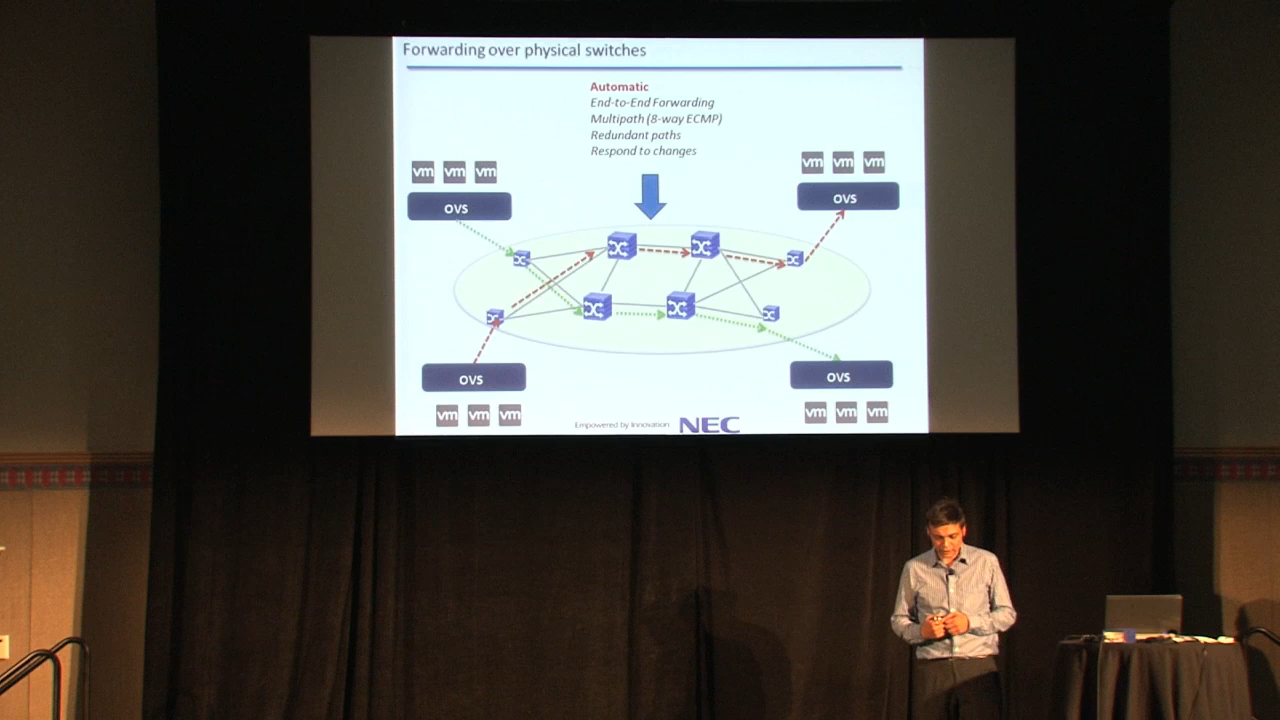 Forwarding over physical switches
Automatic
End-to-End Forwarding
Multipath (8-way ECMP)
Redundant paths
Respond to changes
vm vm vm
vm vm vm
OVS
OVS
OVS
OVS
vm vm vm
vm vm vm
Empowered by Innovation NEC